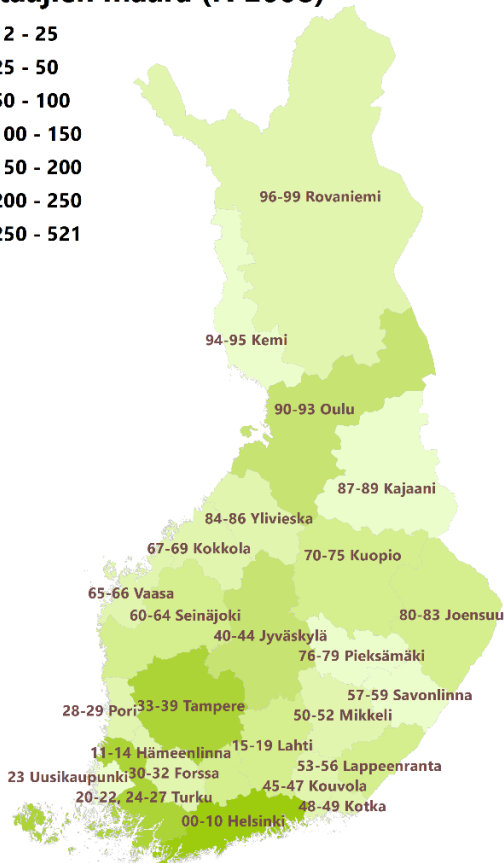 2 - 25
25 - 50
50 - 100
00 - 150
50 - 200
200 - 250
250 - 521
96-99 Rovaniemi
94-95 Kemi
90-93 Oulu
87-89 Kajaani
84-86 Ylivieska
67-69 Kokkola
70-75 Kuopio
65-66 Vaasa
60-64 Seinäjoki
80-83 Joensuu
40-44 Jyväskylä
76-79 Pieksämäki
57-59 Savonlinna
28-29 Pori
33-39 Tampere
50-52 Mikkeli
11-14 Hämeenlinna
15-19 Lahti
53-56 Lappeenranta
23 Uusikaupunki
30-32 Forssa
45-47 Kouvola
20-22, 24-27 Turku
48-49 Kotka
00-10 Helsinki